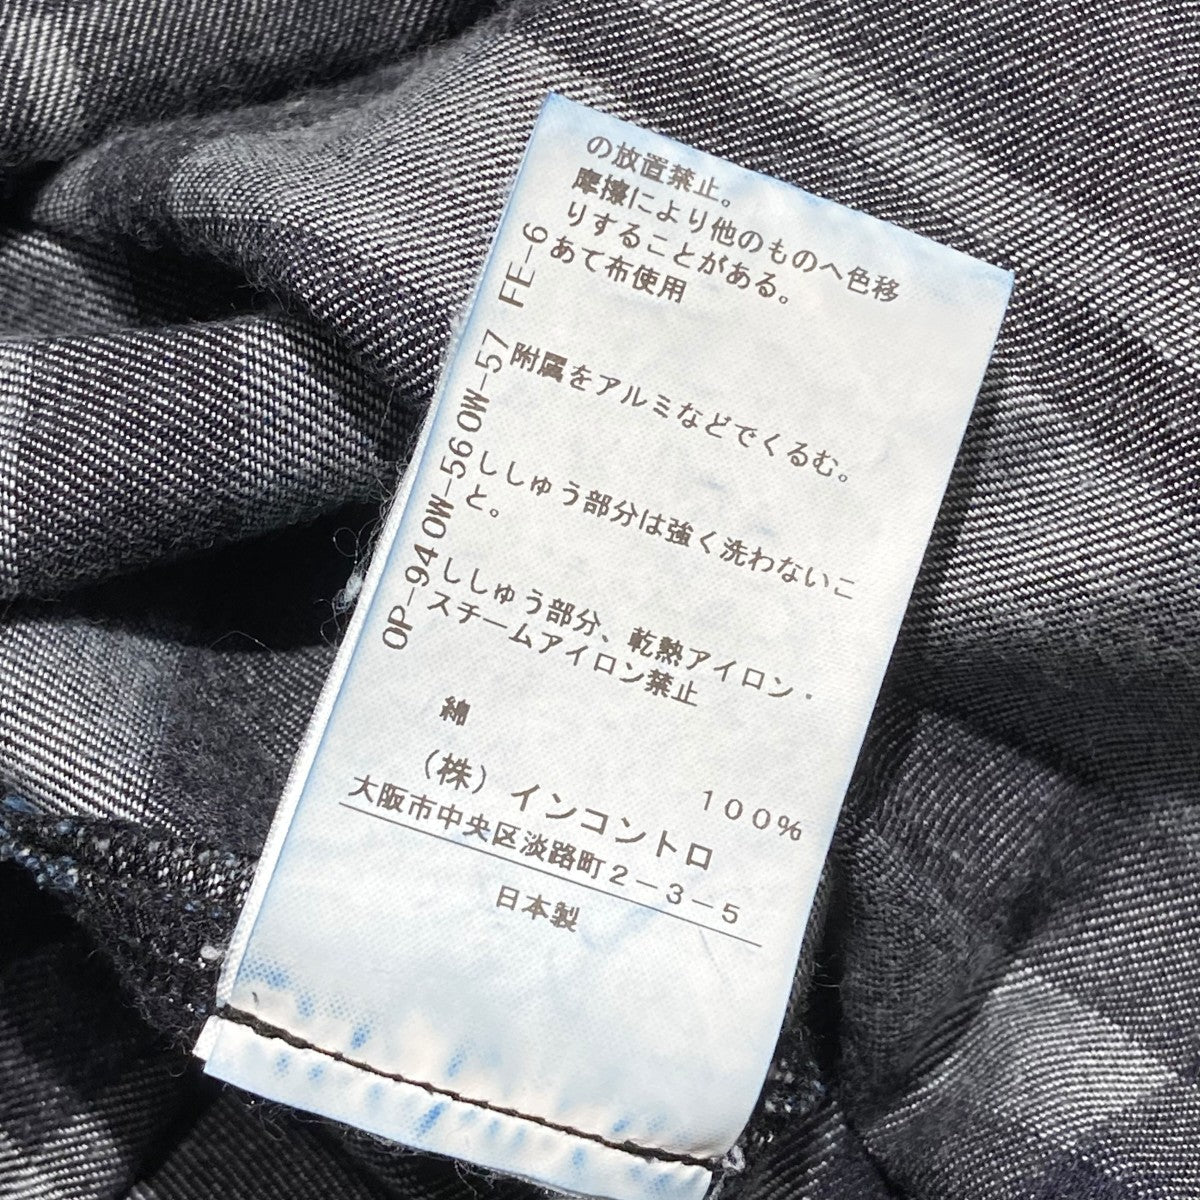 の放置禁止。
摩擦により他のものへ色移
りすることがある。
FE-6 あて布使用
OW-57 附属をアルミなどでくるむ。
OW-56 ししゅう部分は強く洗わないこ
と。
OP-94 ししゅう部分、乾熱アイロン・
スチームアイロン禁止
綿 100%
(株)インコントロ
大阪市中央区淡路町2-3-5
日本製